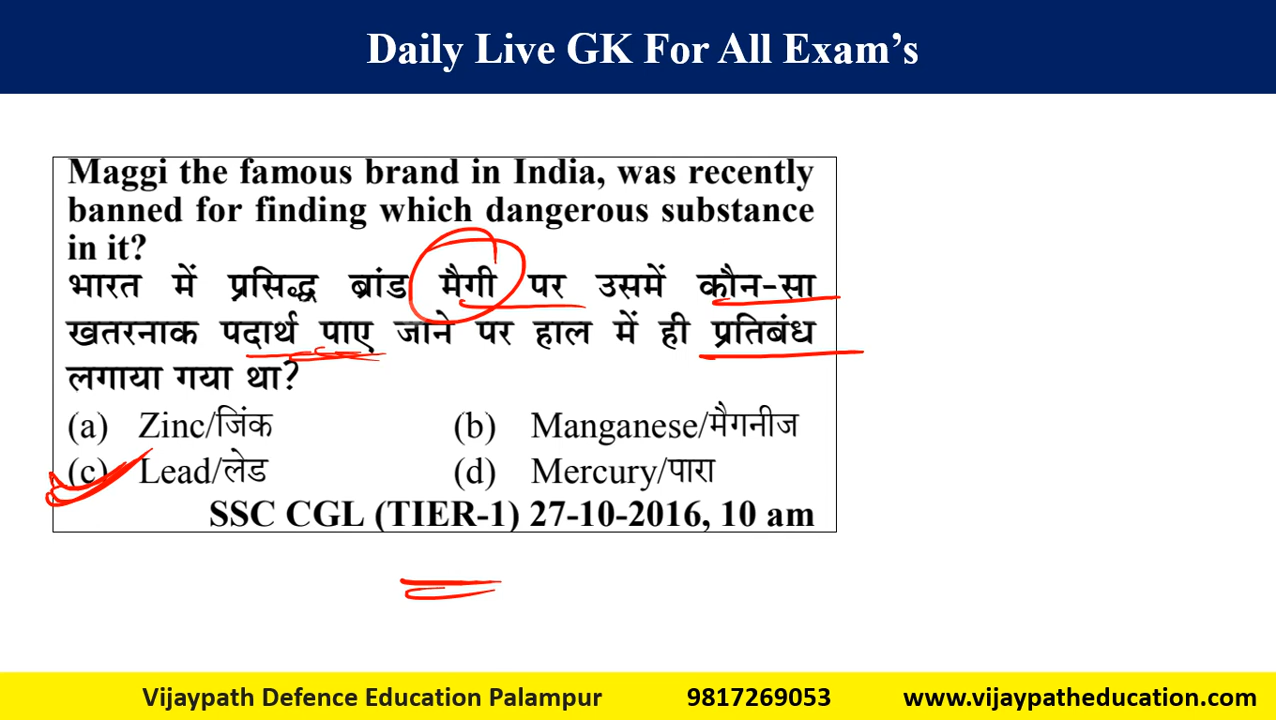 Daily Live GK For All Exam's
Maggi the famous brand in India, was recently
banned for finding which dangerous substance
in it?
भारत में प्रसिद्ध ब्रांड मैगी पर उसमें कौन-सा
खतरनाक पदार्थ पाए जाने पर हाल में ही प्रतिबंध
लगाया गया था?
(a) Zinc/जिंक (b) Manganese/मैगनीज
(c) Lead/लेड (d) Mercury/पारा
SSC CGL (TIER-1) 27-10-2016, 10 am
Vijaypath Defence Education Palampur 9817269053 www.vijaypatheducation.com